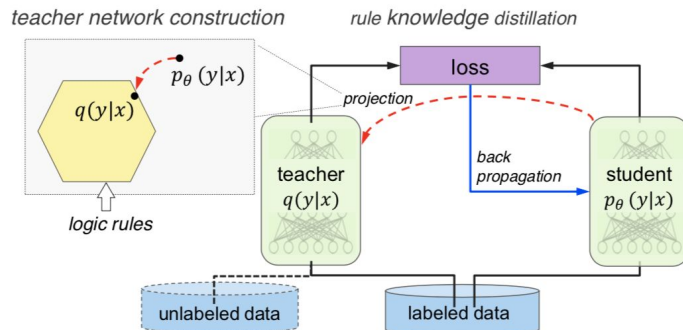 teacher network construction
rule knowledge distillation
p_θ (y|x)
q(y|x)
logic rules
projection
loss
teacher
q(y|x)
back
propagation
student
p_θ (y|x)
unlabeled data
labeled data